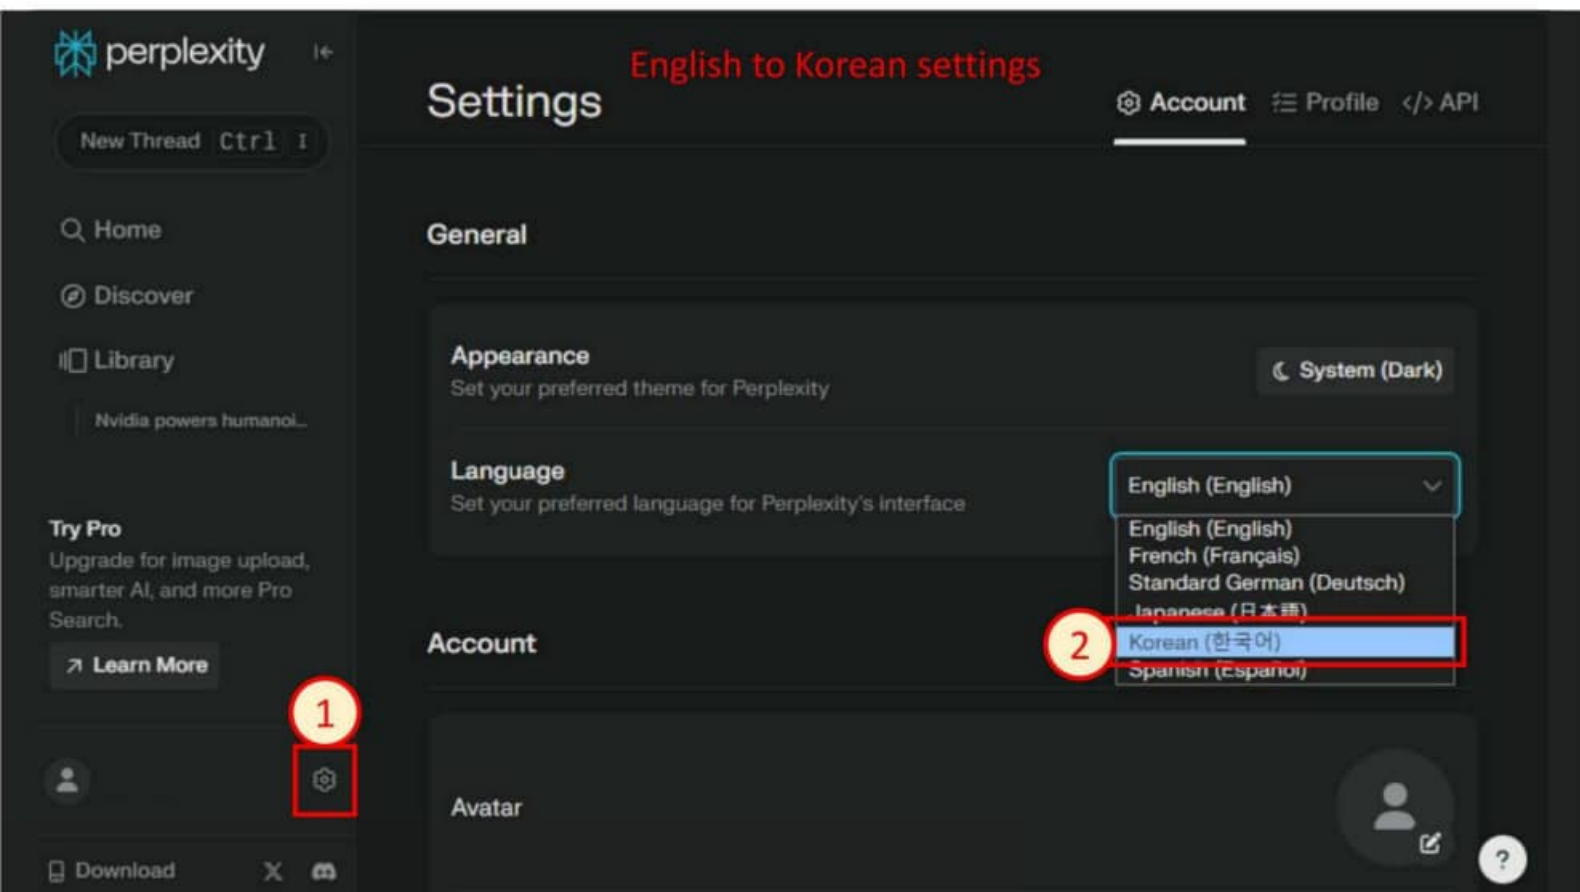 perplexity
English to Korean settings
Settings
Account
Profile
</> API
New Thread Ctrl I
Home
Discover
Library
Nvidia powers humanoi...
Try Pro
Upgrade for image upload,
smarter AI, and more Pro
Search.
Learn More
1
Download
General
Appearance
Set your preferred theme for Perplexity
System (Dark)
Language
Set your preferred language for Perplexity's interface
English (English)
English (English)
French (Français)
Standard German (Deutsch)
Japanese (日本語)
2
Korean (한국어)
Spanish (Español)
Account
Avatar
?